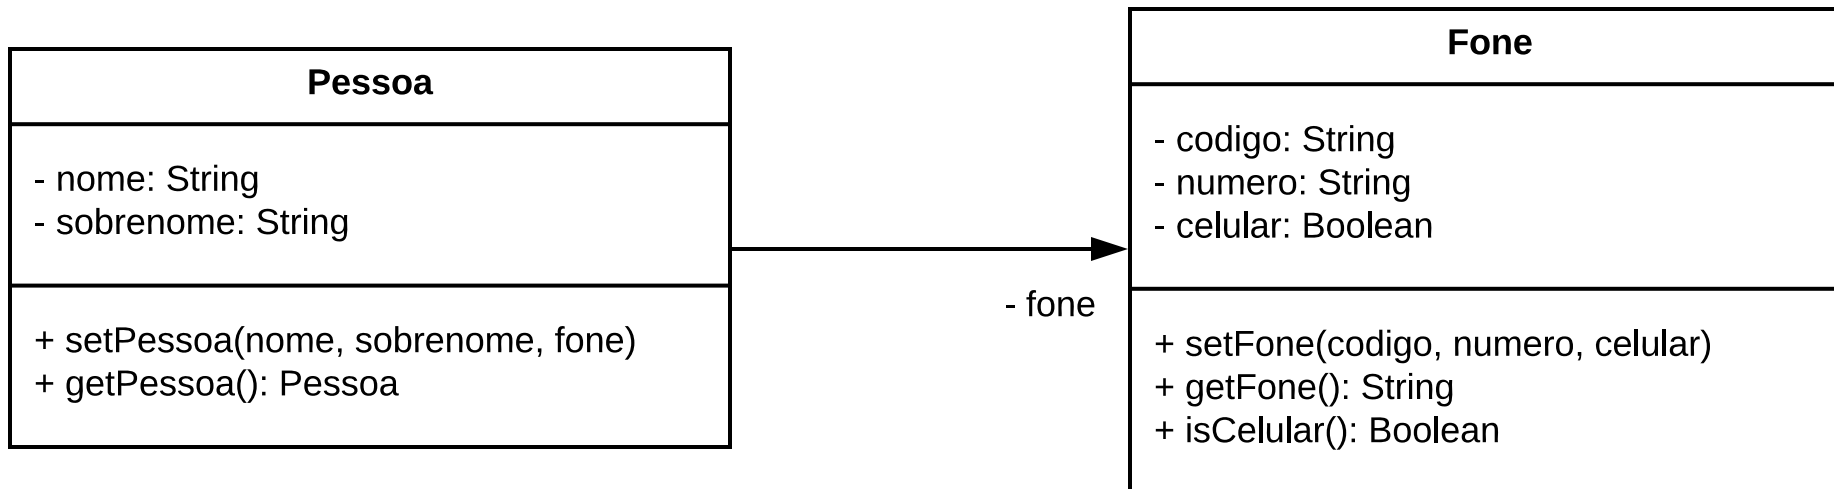 Pessoa
- nome: String
- sobrenome: String
+ setPessoa(nome, sobrenome, fone)
+ getPessoa(): Pessoa
- fone
Fone
- codigo: String
- numero: String
- celular: Boolean
+ setFone(codigo, numero, celular)
+ getFone(): String
+ isCelular(): Boolean